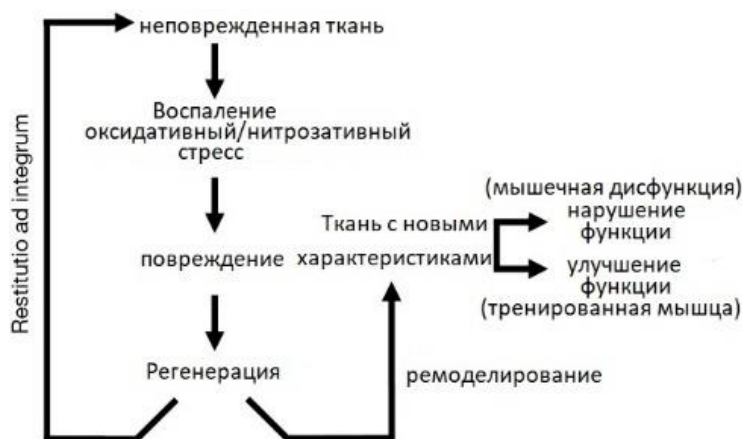 неповрежденная ткань
Воспаление
оксидативный/нитрозативный
стресс
повреждение
Регенерация
Restitutio ad integrum
ремоделирование
Ткань с новыми
характеристиками
(мышечная дисфункция)
нарушение
функции
улучшение
функции
(тренированная мышца)